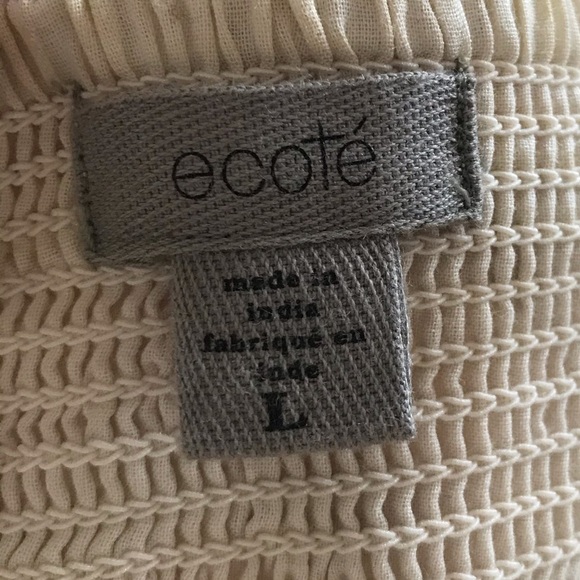 ecoté
made in
india
fabriqué en
inde
L